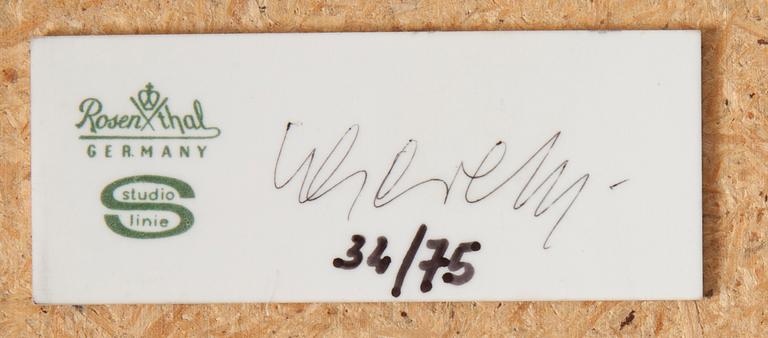 Rosenthal
GERMANY
studio
linie
34/75